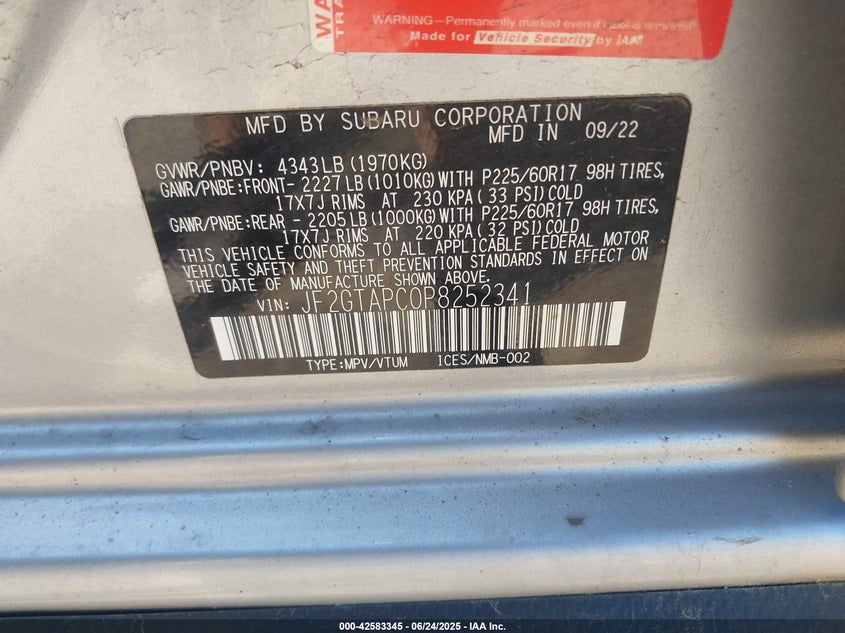 WA
TRA
WARNING – Permanently marked even if label is removed
Made for Vehicle Security by IAA
MFD BY SUBARU CORPORATION
MFD IN 09/22
GVWR/PNBV: 4343LB(1970KG)
GAWR/PNBE:FRONT- 2227LB(1010KG)WITH P225/60R17 98H TIRES,
17X7J RIMS AT 230 KPA( 33 PSI)COLD
GAWR/PNBE:REAR - 2205LB(1000KG)WITH P225/60R17 98H TIRES,
17X7J RIMS AT 220 KPA( 32 PSI)COLD
THIS VEHICLE CONFORMS TO ALL APPLICABLE FEDERAL MOTOR
VEHICLE SAFETY AND THEFT PREVENTION STANDARDS IN EFFECT ON
THE DATE OF MANUFACTURE SHOWN ABOVE.
VIN: JF2GTAPC0P8252341
TYPE:MPV/VTUM ICES/NMB-002
000-42583345 - 06/24/2025 - IAA Inc.